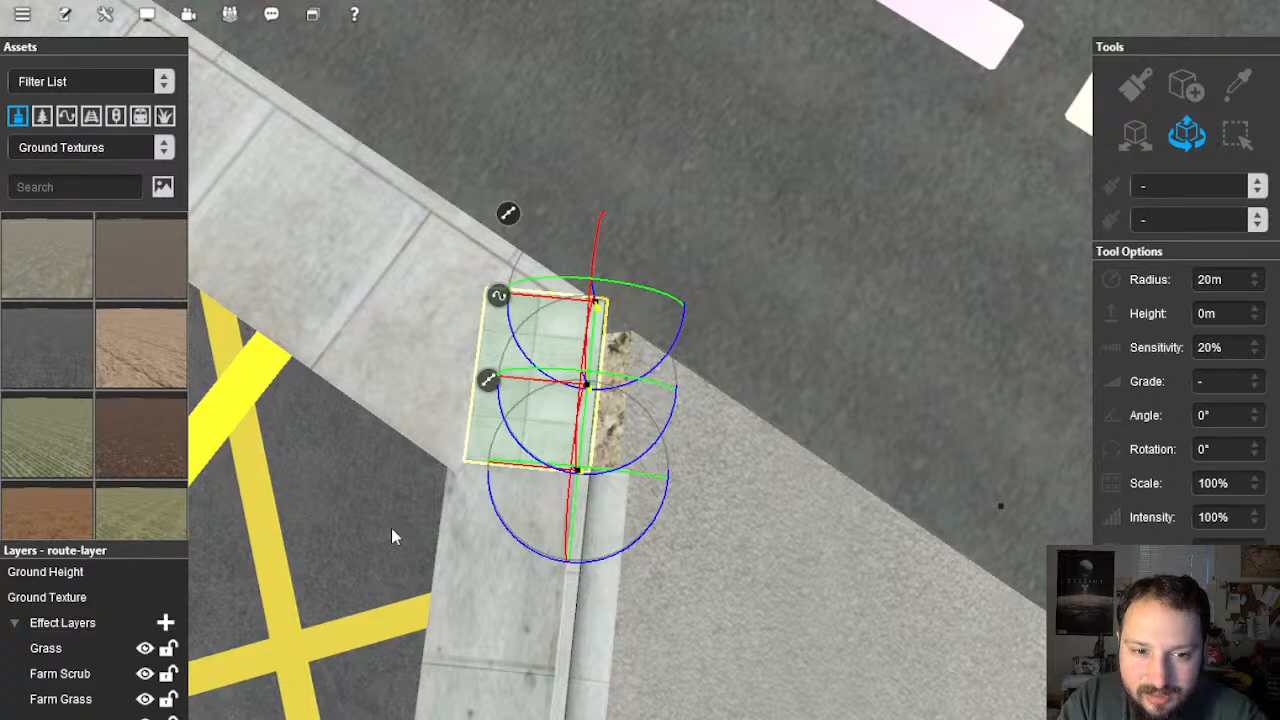 ?
Assets
Filter List
Ground Textures
Search
Layers - route-layer
Ground Height
Ground Texture
Effect Layers
Grass
Farm Scrub
Farm Grass
Tools
-
-
Tool Options
Radius: 20m
Height: 0m
Sensitivity: 20%
Grade: -
Angle: 0°
Rotation: 0°
Scale: 100%
Intensity: 100%
DESTINY